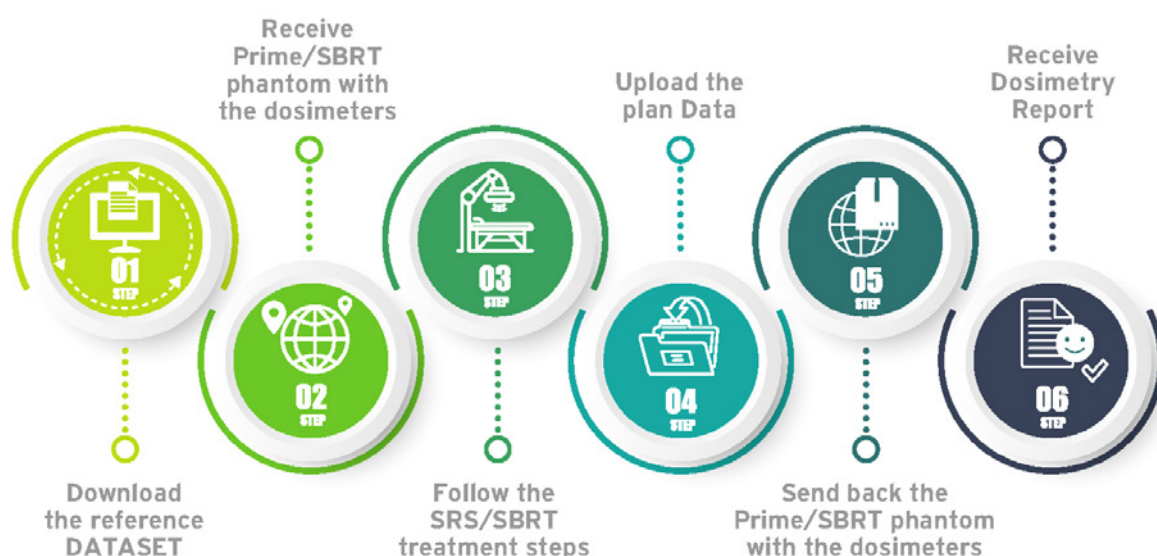 Receive
Prime/SBRT
phantom with
the dosimeters
Upload the
plan Data
Receive
Dosimetry
Report
01
STEP
02
STEP
03
STEP
04
STEP
05
STEP
06
STEP
Download
the reference
DATASET
Follow the
SRS/SBRT
treatment steps
Send back the
Prime/SBRT phantom
with the dosimeters